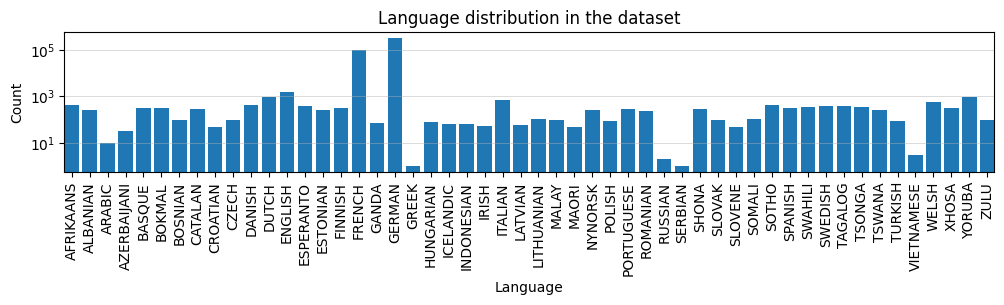 Language distribution in the dataset
Count
10^5
10^3
10^1
AFRIKAANS
ALBANIAN
ARABIC
AZERBAIJANI
BASQUE
BOKMAL
BOSNIAN
CATALAN
CROATIAN
CZECH
DANISH
DUTCH
ENGLISH
ESPERANTO
ESTONIAN
FINNISH
FRENCH
GANDA
GERMAN
GREEK
HUNGARIAN
ICELANDIC
INDONESIAN
IRISH
ITALIAN
LATVIAN
LITHUANIAN
MALAY
MAORI
NYNORSK
POLISH
PORTUGUESE
ROMANIAN
RUSSIAN
SERBIAN
SHONA
SLOVAK
SLOVENE
SOMALI
SOTHO
SPANISH
SWAHILI
SWEDISH
TAGALOG
TSONGA
TSWANA
TURKISH
VIETNAMESE
WELSH
XHOSA
YORUBA
ZULU
Language